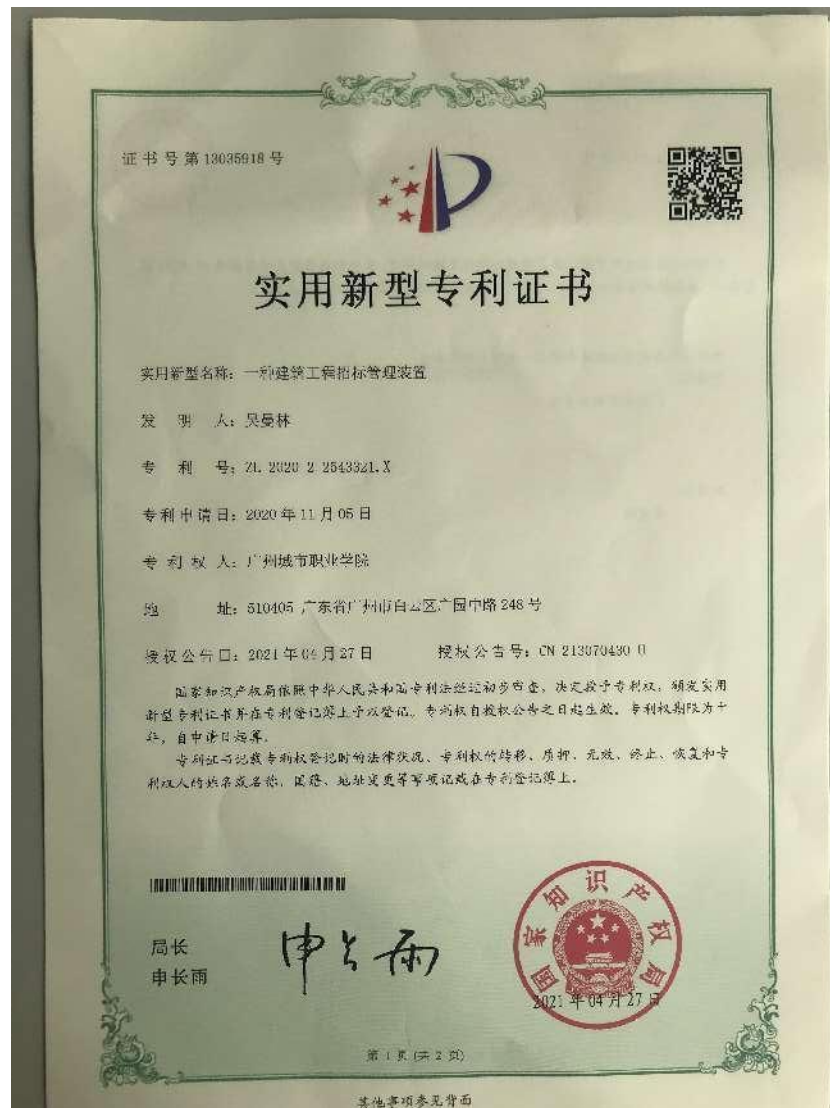 证书号第13035918号
实用新型专利证书
实用新型名称：一种建筑工程招标管理装置
发 明 人：吴曼林
专 利 号：ZL 2020 2 2543321.X
专利申请日：2020年11月05日
专 利 权 人：广州城市职业学院
地 址：510405 广东省广州市白云区广园中路248号
授权公告日：2021年04月27日 授权公告号：CN 213070430 U
国家知识产权局依照中华人民共和国专利法经过初步审查，决定授予专利权，颁发实用
新型专利证书并在专利登记簿上予以登记。专利权自授权公告之日起生效。专利权期限为十
年，自申请日起算。
专利证书记载专利权登记时的法律状况。专利权的转移、质押、无效、终止、恢复和专
利权人的姓名或名称、国籍、地址变更等事项记载在专利登记簿上。
局长
申长雨
申长雨
国家知识产权局
2021年04月27日
第 1 页 (共 2 页)
其他事项参见背面